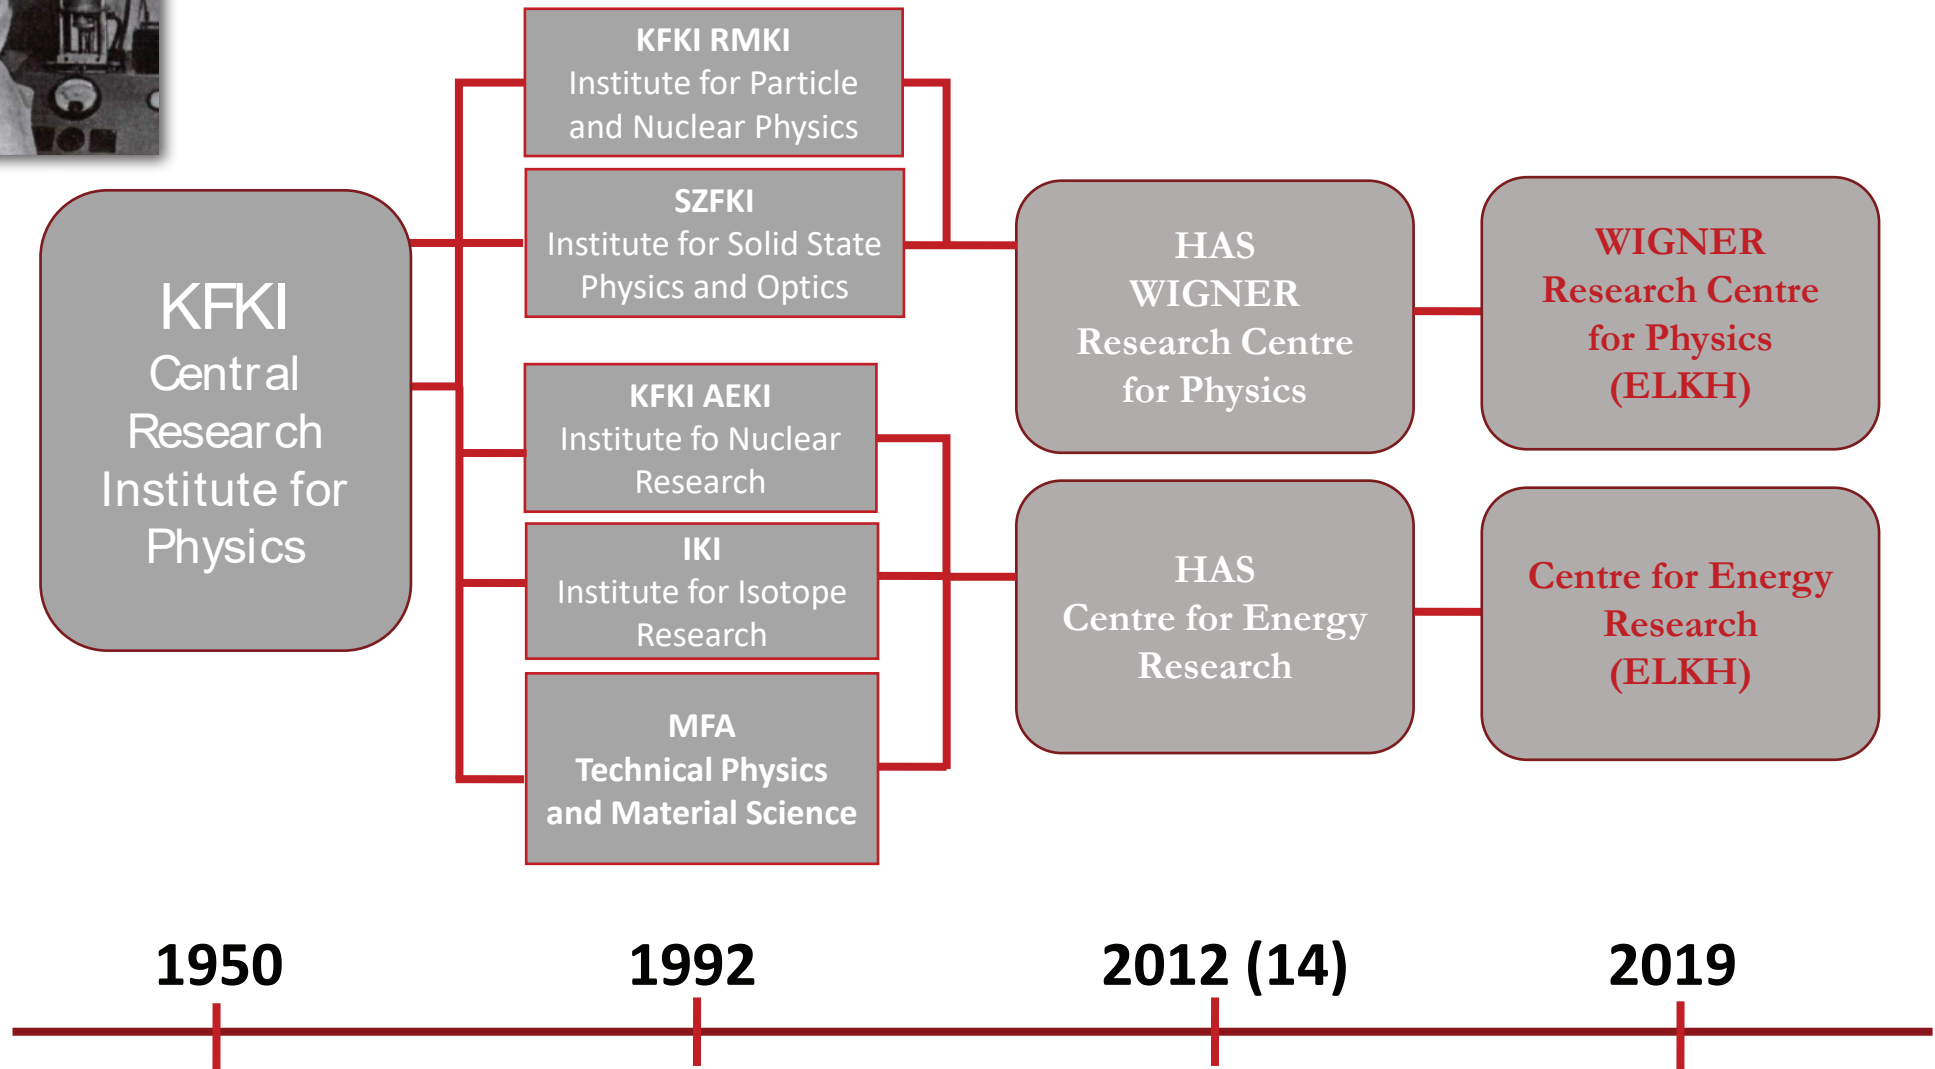 KFKI
Central
Research
Institute for
Physics
KFKI RMKI
Institute for Particle
and Nuclear Physics
SZFKI
Institute for Solid State
Physics and Optics
KFKI AEKI
Institute fo Nuclear
Research
IKI
Institute for Isotope
Research
MFA
Technical Physics
and Material Science
HAS
WIGNER
Research Centre
for Physics
HAS
Centre for Energy
Research
WIGNER
Research Centre
for Physics
(ELKH)
Centre for Energy
Research
(ELKH)
1950
1992
2012 (14)
2019